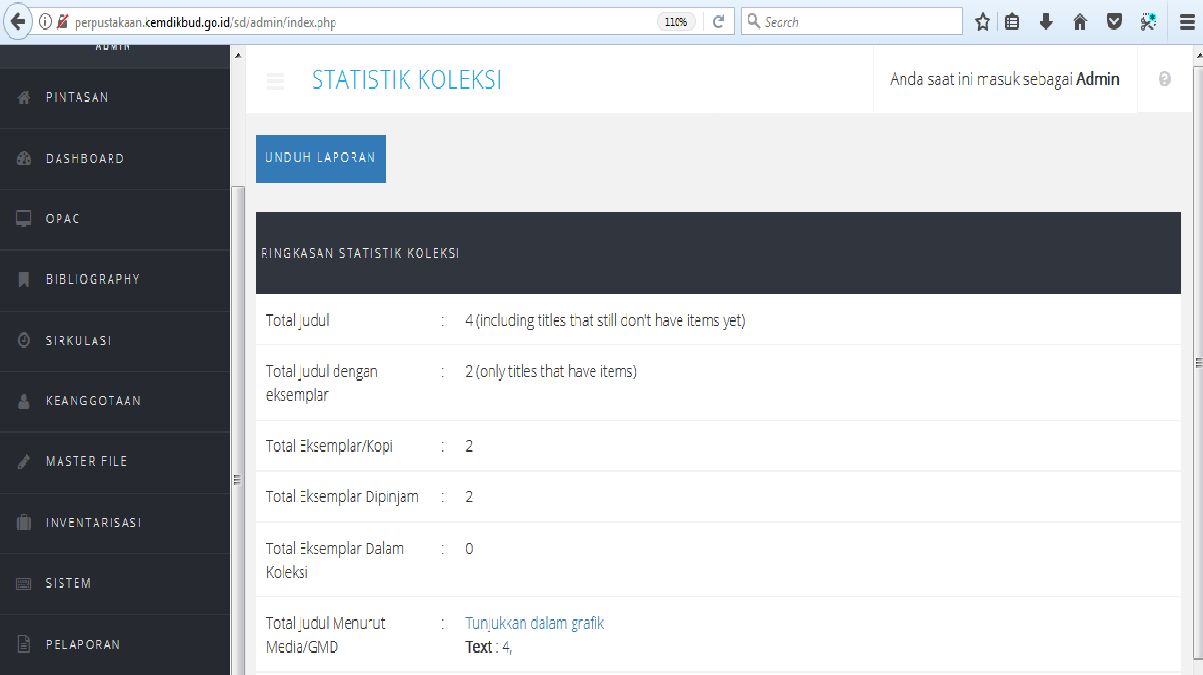 perpustakaan.kemdikbud.go.id/sd/admin/index.php
110%
Search
ADMIN
PINTASAN
DASHBOARD
OPAC
BIBLIOGRAPHY
SIRKULASI
KEANGGOTAAN
MASTER FILE
INVENTARISASI
SISTEM
PELAPORAN
STATISTIK KOLEKSI
Anda saat ini masuk sebagai Admin
UNDUH LAPORAN
RINGKASAN STATISTIK KOLEKSI
Total Judul : 4 (including titles that still don't have items yet)
Total Judul dengan : 2 (only titles that have items)
eksemplar
Total Eksemplar/Kopi : 2
Total Eksemplar Dipinjam : 2
Total Eksemplar Dalam : 0
Koleksi
Total Judul Menurut : Tunjukkan dalam grafik
Media/GMD Text : 4,